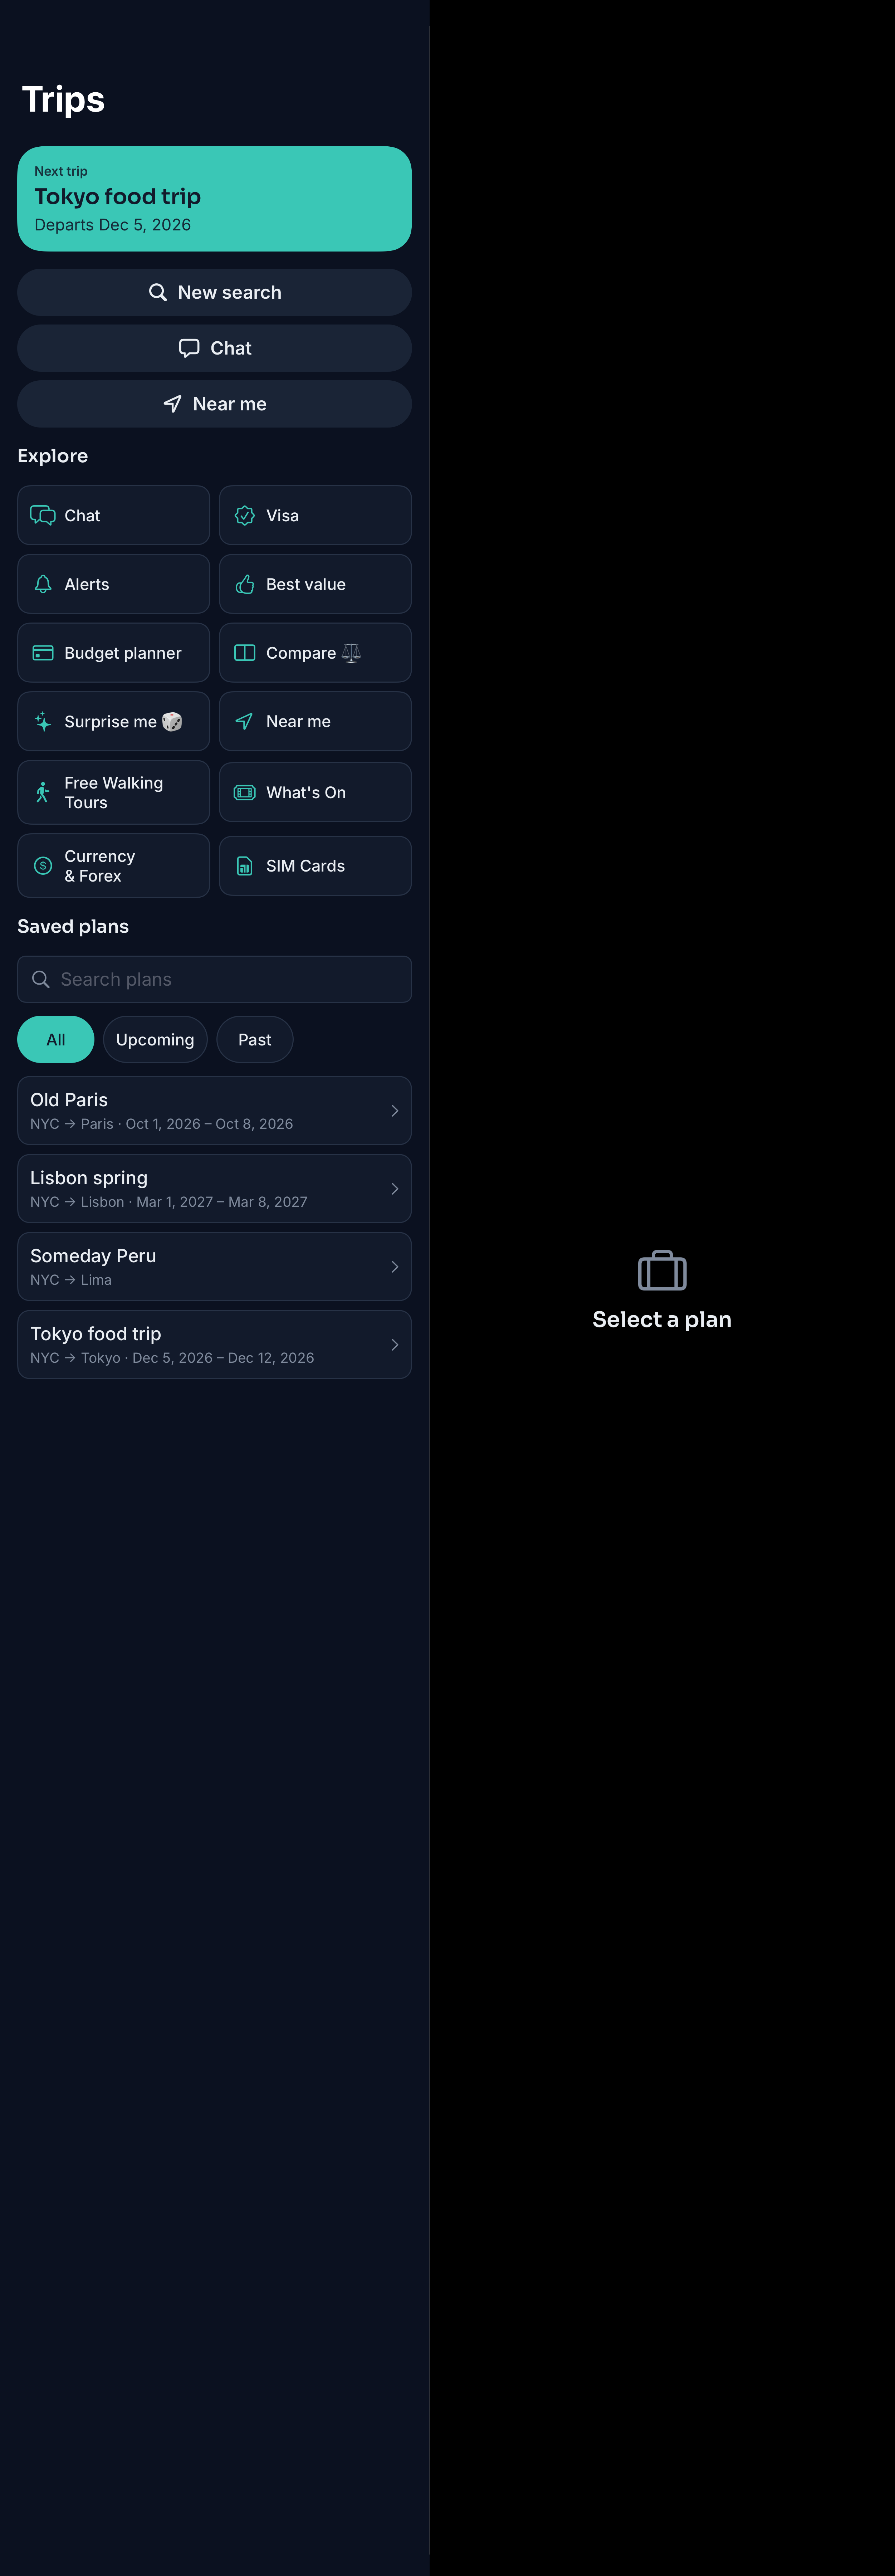 Trips
Next trip
Tokyo food trip
Departs Dec 5, 2026
New search
Chat
Near me
Explore
Chat
Visa
Alerts
Best value
Budget planner
Compare ⚖️
Surprise me 🎲
Near me
Free Walking
Tours
What's On
Currency
& Forex
SIM Cards
Saved plans
Search plans
All
Upcoming
Past
Old Paris
NYC → Paris · Oct 1, 2026 – Oct 8, 2026
Lisbon spring
NYC → Lisbon · Mar 1, 2027 – Mar 8, 2027
Someday Peru
NYC → Lima
Tokyo food trip
NYC → Tokyo · Dec 5, 2026 – Dec 12, 2026
Select a plan